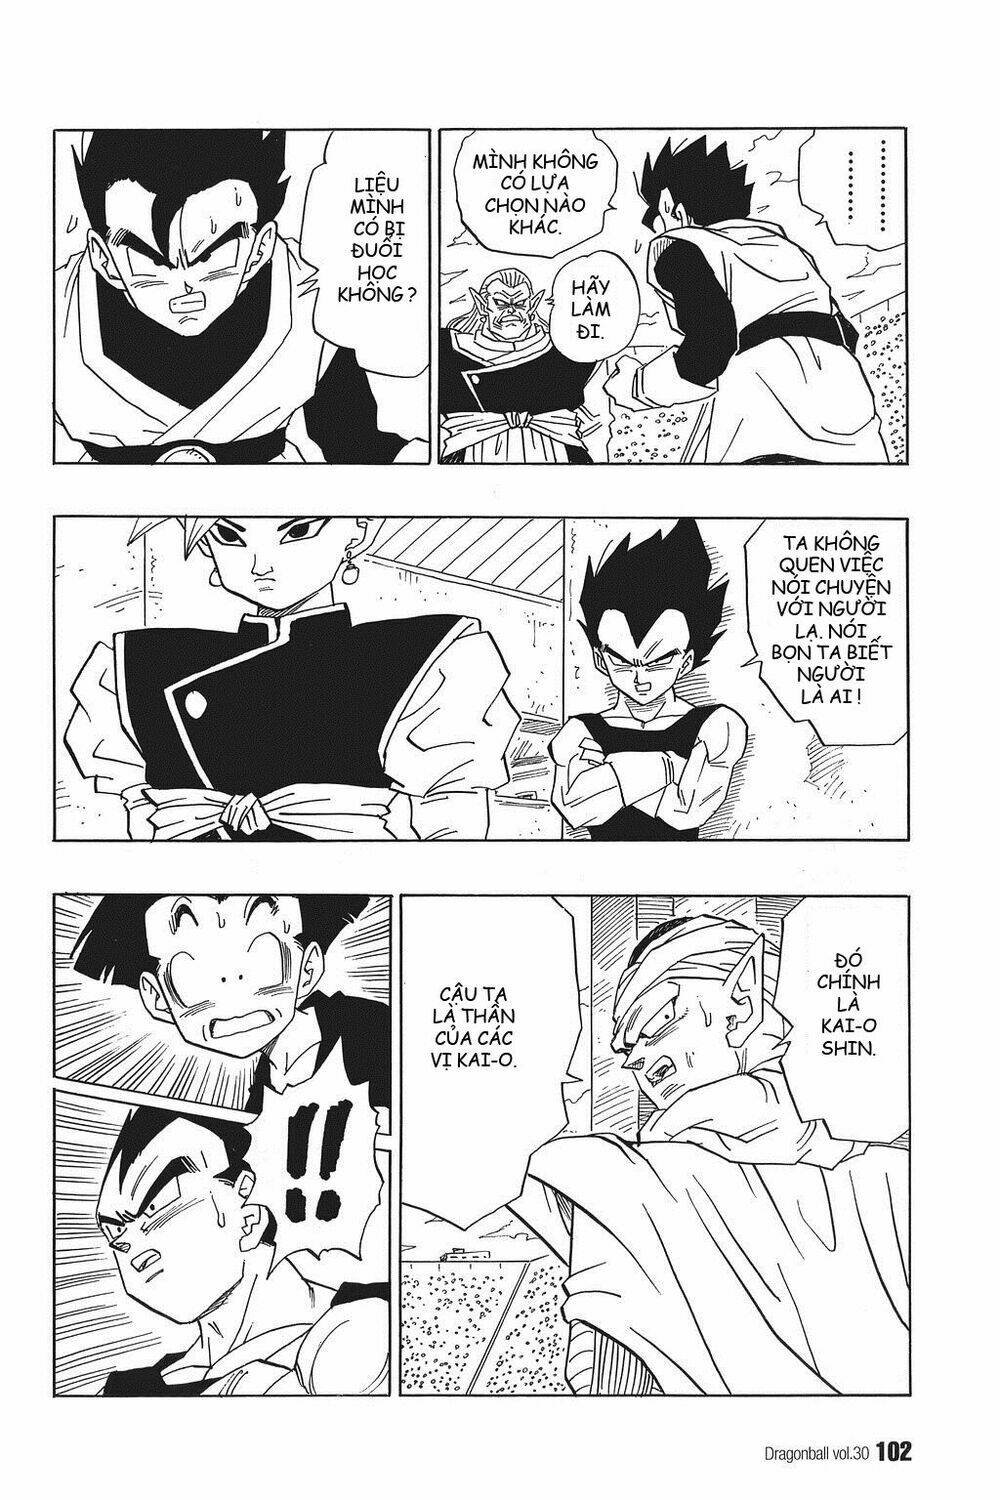 MÌNH KHÔNG
CÓ LỰA
CHỌN NÀO
KHÁC.
HÃY
LÀM
ĐI.
LIỆU
MÌNH
CÓ BỊ
ĐUỔI
HỌC
KHÔNG?
TA KHÔNG
QUEN VIỆC
NÓI CHUYỆN
VỚI NGƯỜI
LẠ. NÓI
BỌN TA BIẾT
NGƯỜI
LÀ AI!
ĐÓ
CHÍNH
LÀ
KAI-O
SHIN.
CÂU TA
LÀ THẦN
CỦA CÁC
VỊ KAI-O.
!!
Dragonball vol.30 102